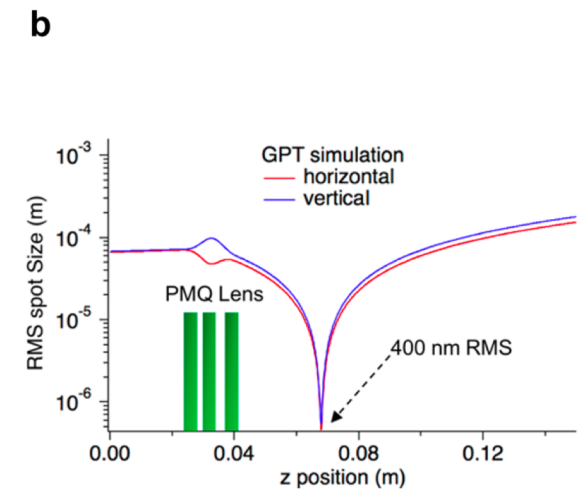 b
GPT simulation
horizontal
vertical
RMS spot Size (m)
10⁻³
10⁻⁴
10⁻⁵
10⁻⁶
PMQ Lens
400 nm RMS
0.00 0.04 0.08 0.12
z position (m)